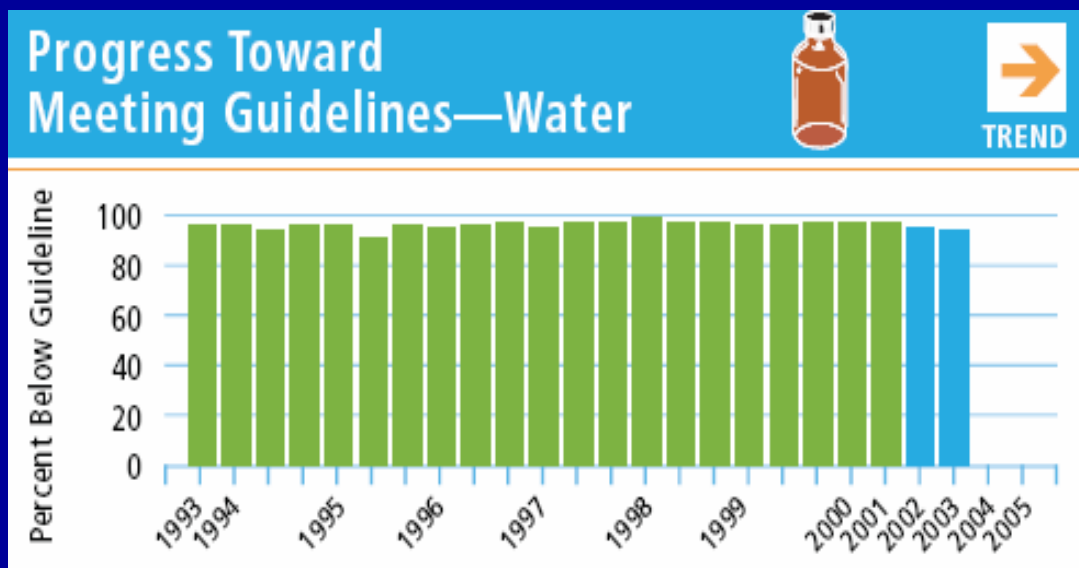 Progress Toward
Meeting Guidelines—Water
TREND
Percent Below Guideline
100
80
60
40
20
0
1993 1994 1995 1996 1997 1998 1999 2000 2001 2002 2003 2004 2005